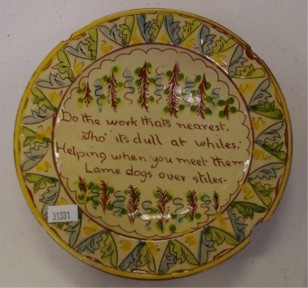 Do the work that's nearest,
Tho' it's dull at whiles,
Helping when you meet them
Lame dogs over stiles.
31331